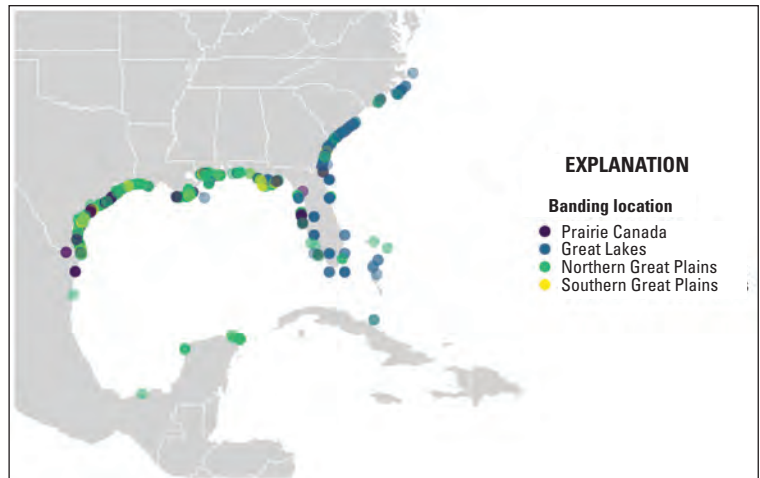 EXPLANATION
Banding location
Prairie Canada
Great Lakes
Northern Great Plains
Southern Great Plains